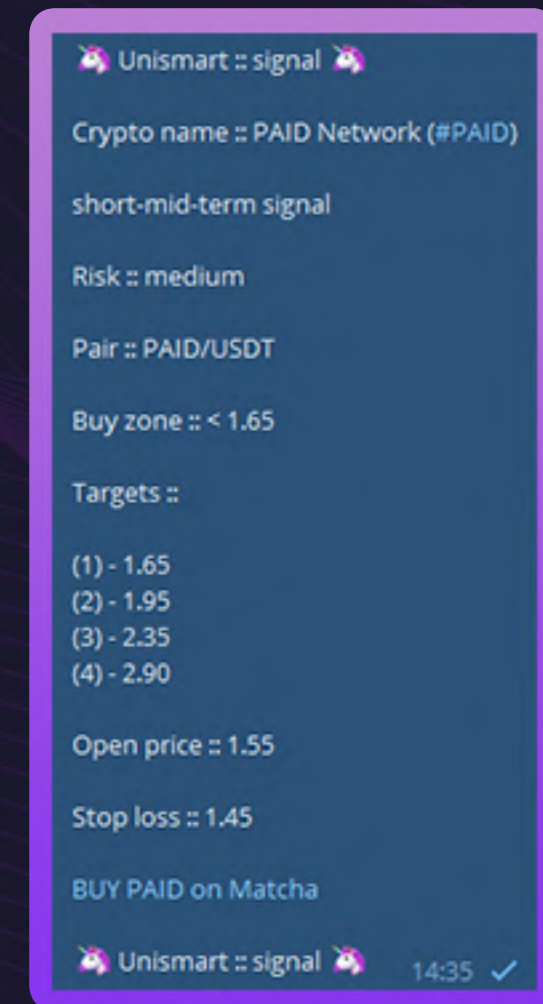 🦄 Unismart :: signal 🦄
Crypto name :: PAID Network (#PAID)
short-mid-term signal
Risk :: medium
Pair :: PAID/USDT
Buy zone :: < 1.65
Targets ::
(1) - 1.65
(2) - 1.95
(3) - 2.35
(4) - 2.90
Open price :: 1.55
Stop loss :: 1.45
BUY PAID on Matcha
🦄 Unismart :: signal 🦄 14:35 ✓